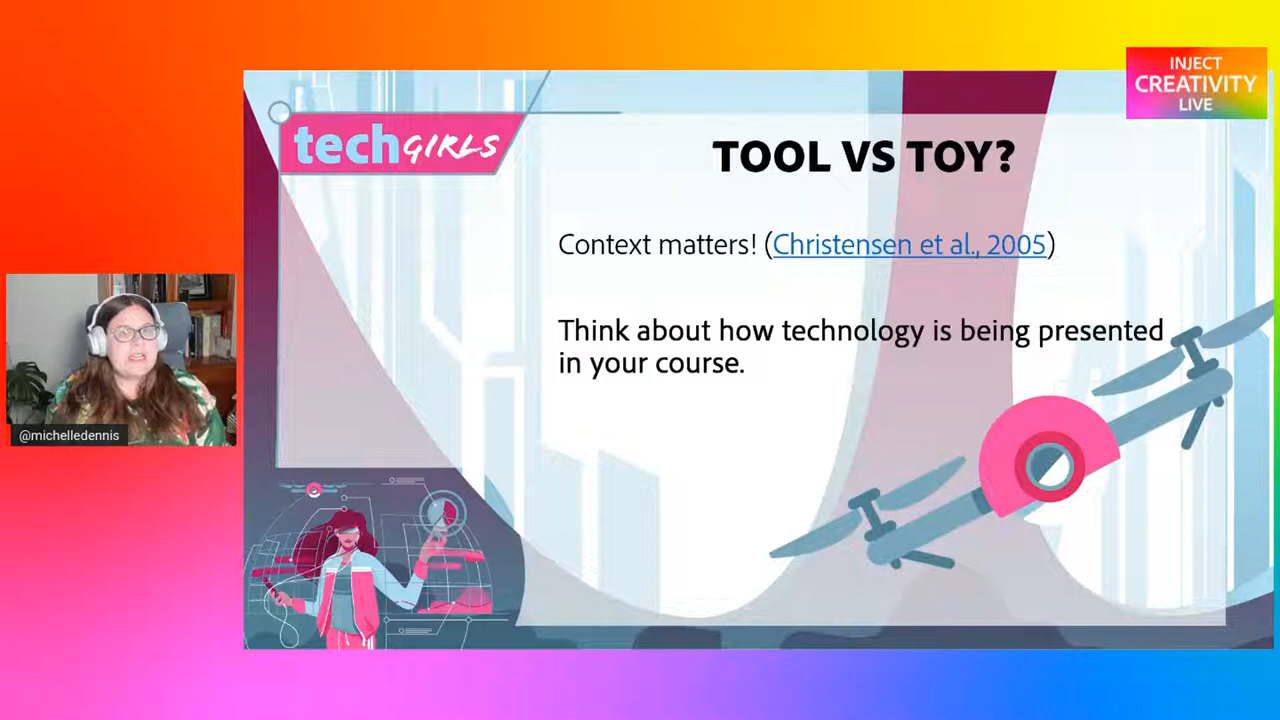 INJECT
CREATIVITY
LIVE
techGIRLS
TOOL VS TOY?
Context matters! (Christensen et al., 2005)
Think about how technology is being presented
in your course.
@michelledennis